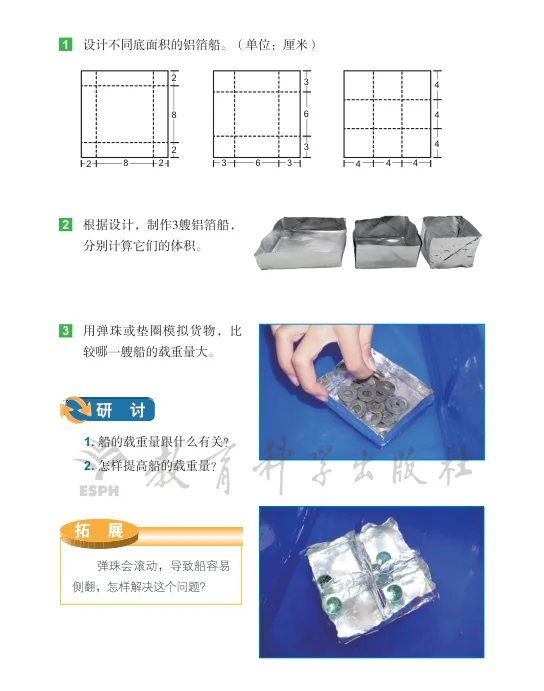 1 设计不同底面积的铝箔船。(单位:厘米)
2
8
2
2 8 2
3
6
3
3 6 3
4
4
4
4 4 4
2 根据设计,制作3艘铝箔船,
分别计算它们的体积。
3 用弹珠或垫圈模拟货物,比
较哪一艘船的载重量大。
研 讨
1. 船的载重量跟什么有关?
2. 怎样提高船的载重量?
ESPH 教育科学出版社
拓 展
弹珠会滚动,导致船容易
侧翻,怎样解决这个问题?